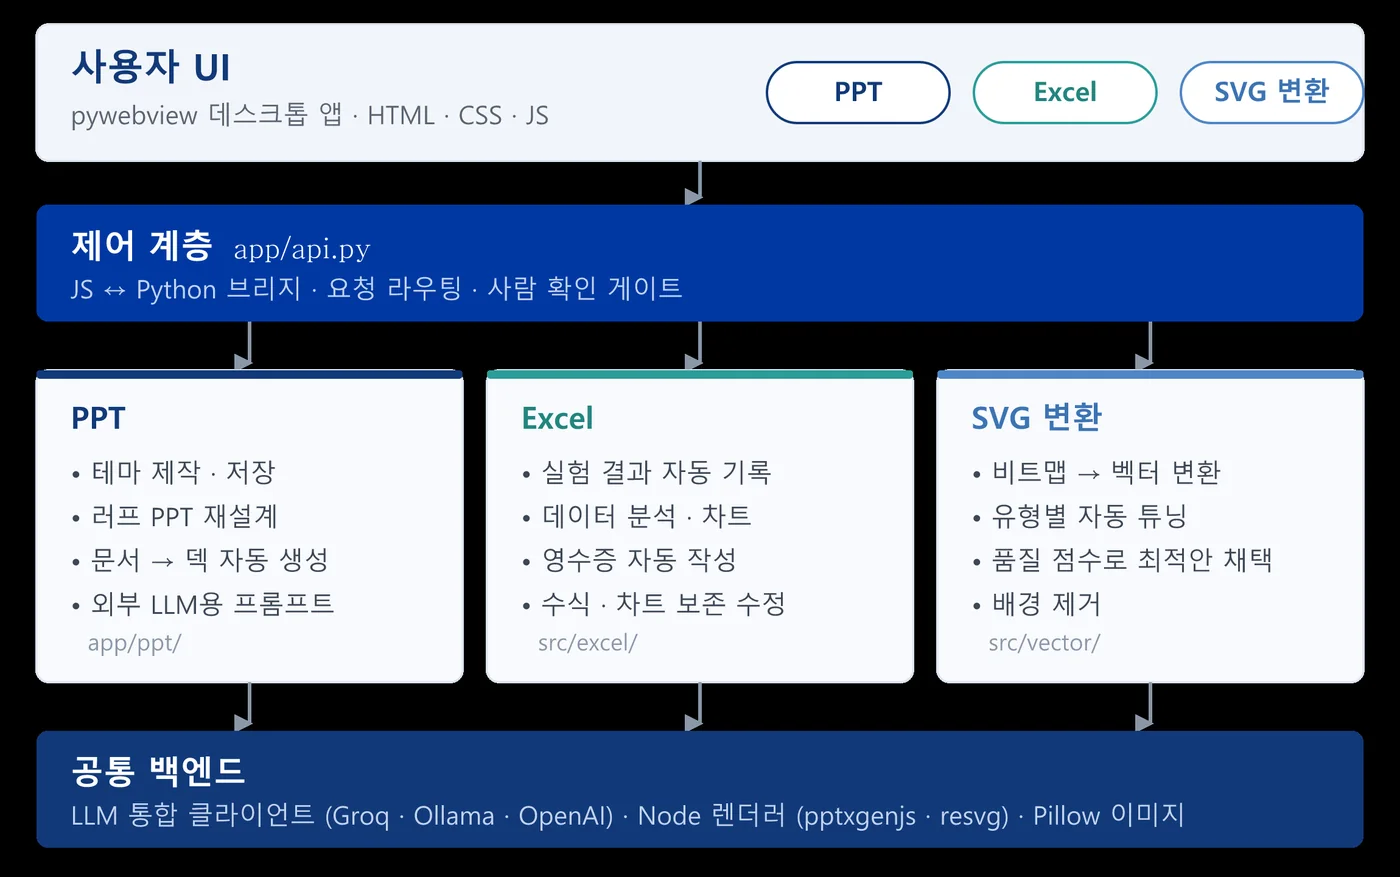 사용자 UI
pywebview 데스크톱 앱 · HTML · CSS · JS
PPT
Excel
SVG 변환
제어 계층 app/api.py
JS ↔ Python 브리지 · 요청 라우팅 · 사람 확인 게이트
PPT
• 테마 제작 · 저장
• 러프 PPT 재설계
• 문서 → 덱 자동 생성
• 외부 LLM용 프롬프트
app/ppt/
Excel
• 실험 결과 자동 기록
• 데이터 분석 · 차트
• 영수증 자동 작성
• 수식 · 차트 보존 수정
src/excel/
SVG 변환
• 비트맵 → 벡터 변환
• 유형별 자동 튜닝
• 품질 점수로 최적안 채택
• 배경 제거
src/vector/
공통 백엔드
LLM 통합 클라이언트 (Groq · Ollama · OpenAI) · Node 렌더러 (pptxgenjs · resvg) · Pillow 이미지